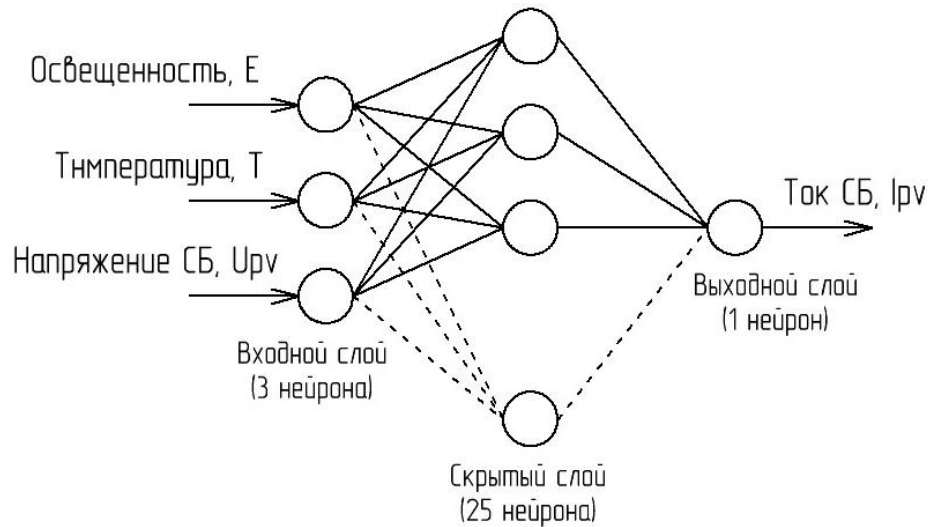 Освещенность, E
Тнмпература, T
Напряжение СБ, Upv
Входной слой
(3 нейрона)
Скрытый слой
(25 нейрона)
Ток СБ, Ipv
Выходной слой
(1 нейрон)